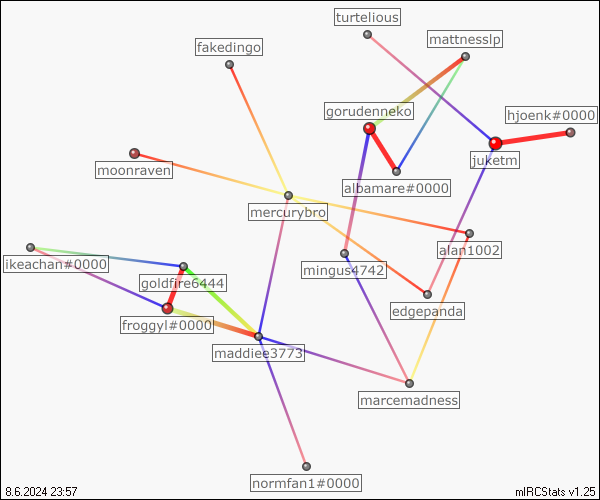 turtelious
mattnesslp
fakedingo
gorudenneko
hjoenk#0000
juketm
moonraven
albamare#0000
mercurybro
alan1002
ikeachan#0000
mingus4742
goldfire6444
edgepanda
froggyl#0000
maddiee3773
marcemadness
normfan1#0000
8.6.2024 23:57
mIRCStats v1.25